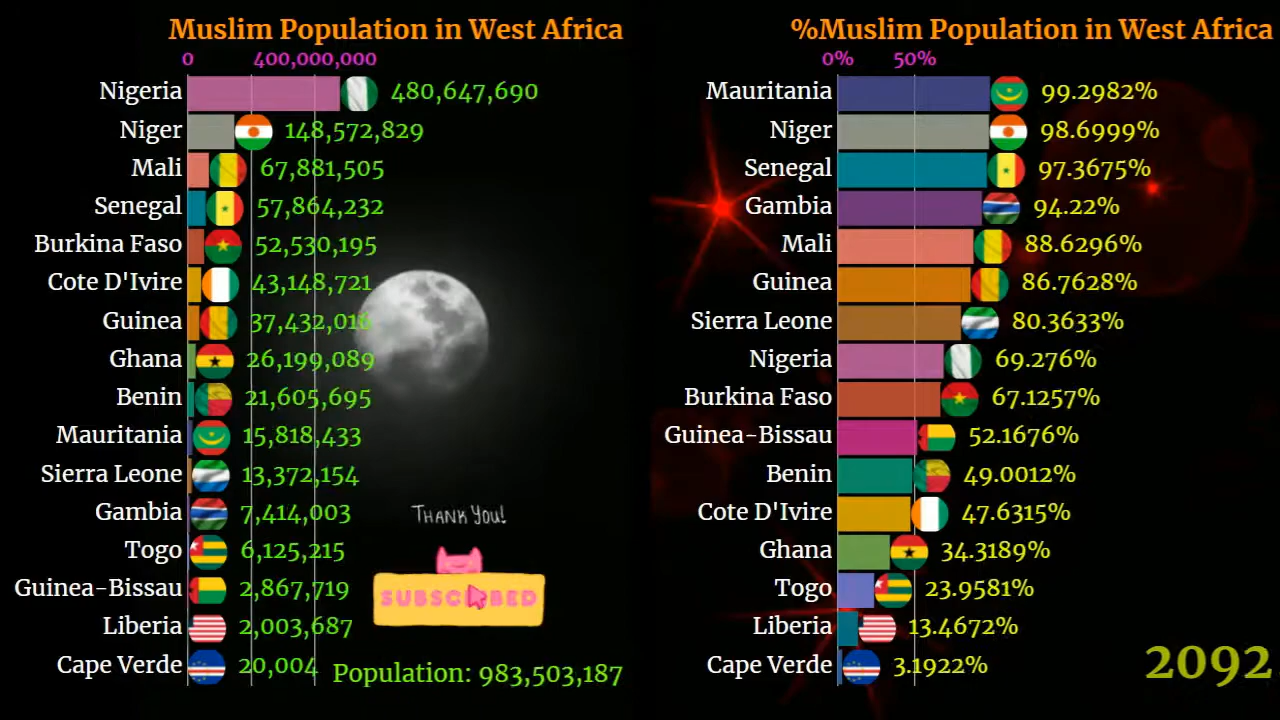 Muslim Population in West Africa
0 400,000,000
Nigeria 480,647,690
Niger 148,572,829
Mali 67,881,505
Senegal 57,864,232
Burkina Faso 52,530,195
Cote D'Ivire 43,148,721
Guinea 37,432,016
Ghana 26,199,089
Benin 21,605,695
Mauritania 15,818,433
Sierra Leone 13,372,154
Gambia 7,414,003
Togo 6,125,215
Guinea-Bissau 2,867,719
Liberia 2,003,687
Cape Verde 20,004
THANK YOU!
SUBSCRIBED
Population: 983,503,187
%Muslim Population in West Africa
0% 50%
Mauritania 99.2982%
Niger 98.6999%
Senegal 97.3675%
Gambia 94.22%
Mali 88.6296%
Guinea 86.7628%
Sierra Leone 80.3633%
Nigeria 69.276%
Burkina Faso 67.1257%
Guinea-Bissau 52.1676%
Benin 49.0012%
Cote D'Ivire 47.6315%
Ghana 34.3189%
Togo 23.9581%
Liberia 13.4672%
Cape Verde 3.1922%
2092